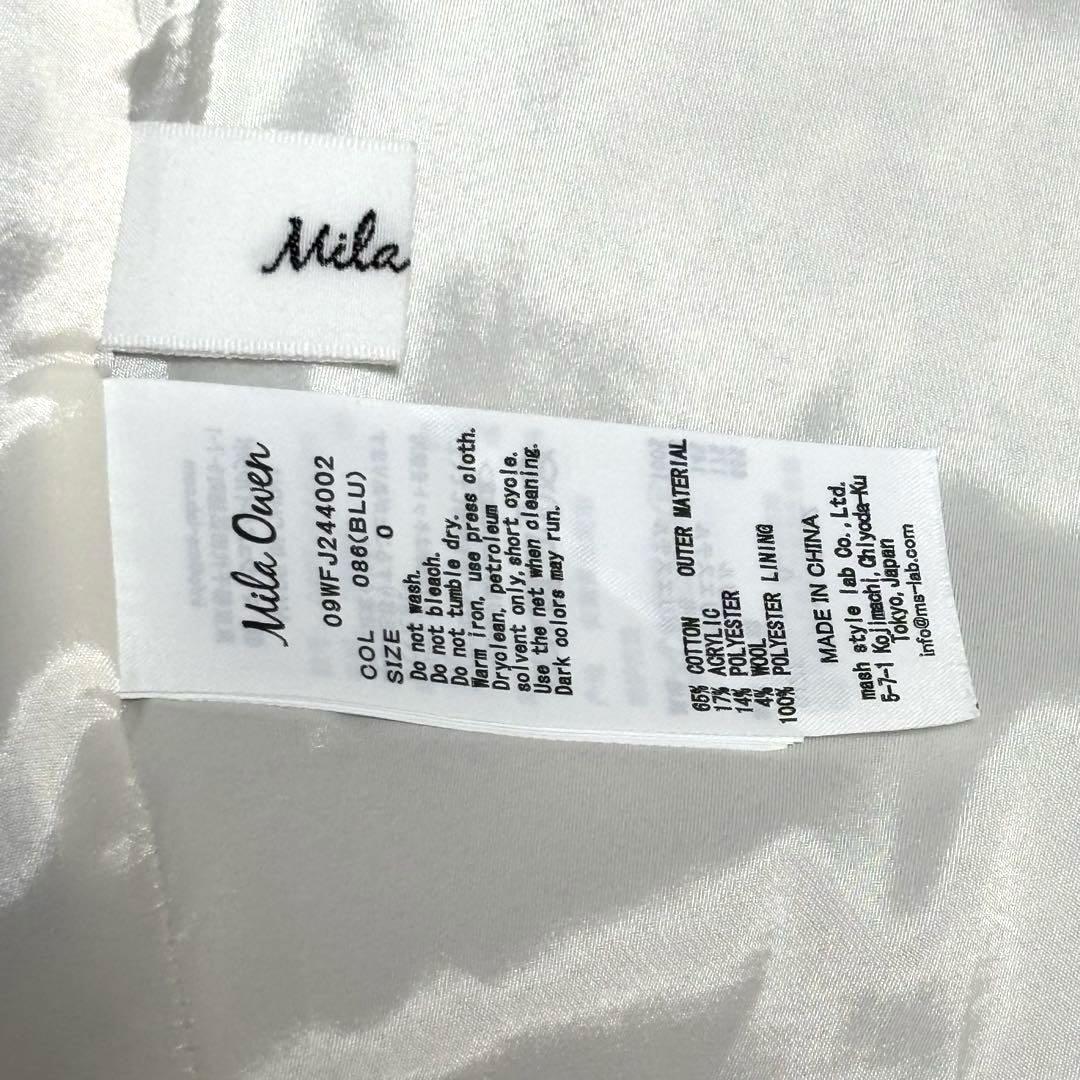 Mila
Mila Owen
09WFJ244002
COL 086(BLU)
SIZE 0
Do not wash.
Do not bleach.
Do not tumble dry.
Warm iron, use press cloth.
Dryclean, petroleum
solvent only, short cycle.
Use the net when cleaning.
Dark colors may run.
OUTER MATERIAL
65% COTTON
17% ACRYLIC
14% POLYESTER
4% WOOL
100% POLYESTER LINING
MADE IN CHINA
mash style lab Co., Ltd.
5-7-1 Kojimachi, Chiyoda-Ku
Tokyo, Japan
info@ms-lab.com